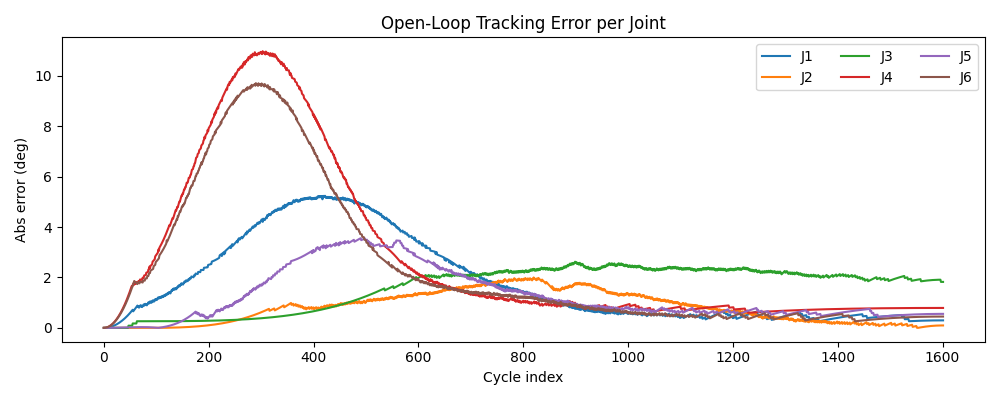 Open-Loop Tracking Error per Joint
Abs error (deg)
10
8
6
4
2
0
J1 J3 J5
J2 J4 J6
0 200 400 600 800 1000 1200 1400 1600
Cycle index